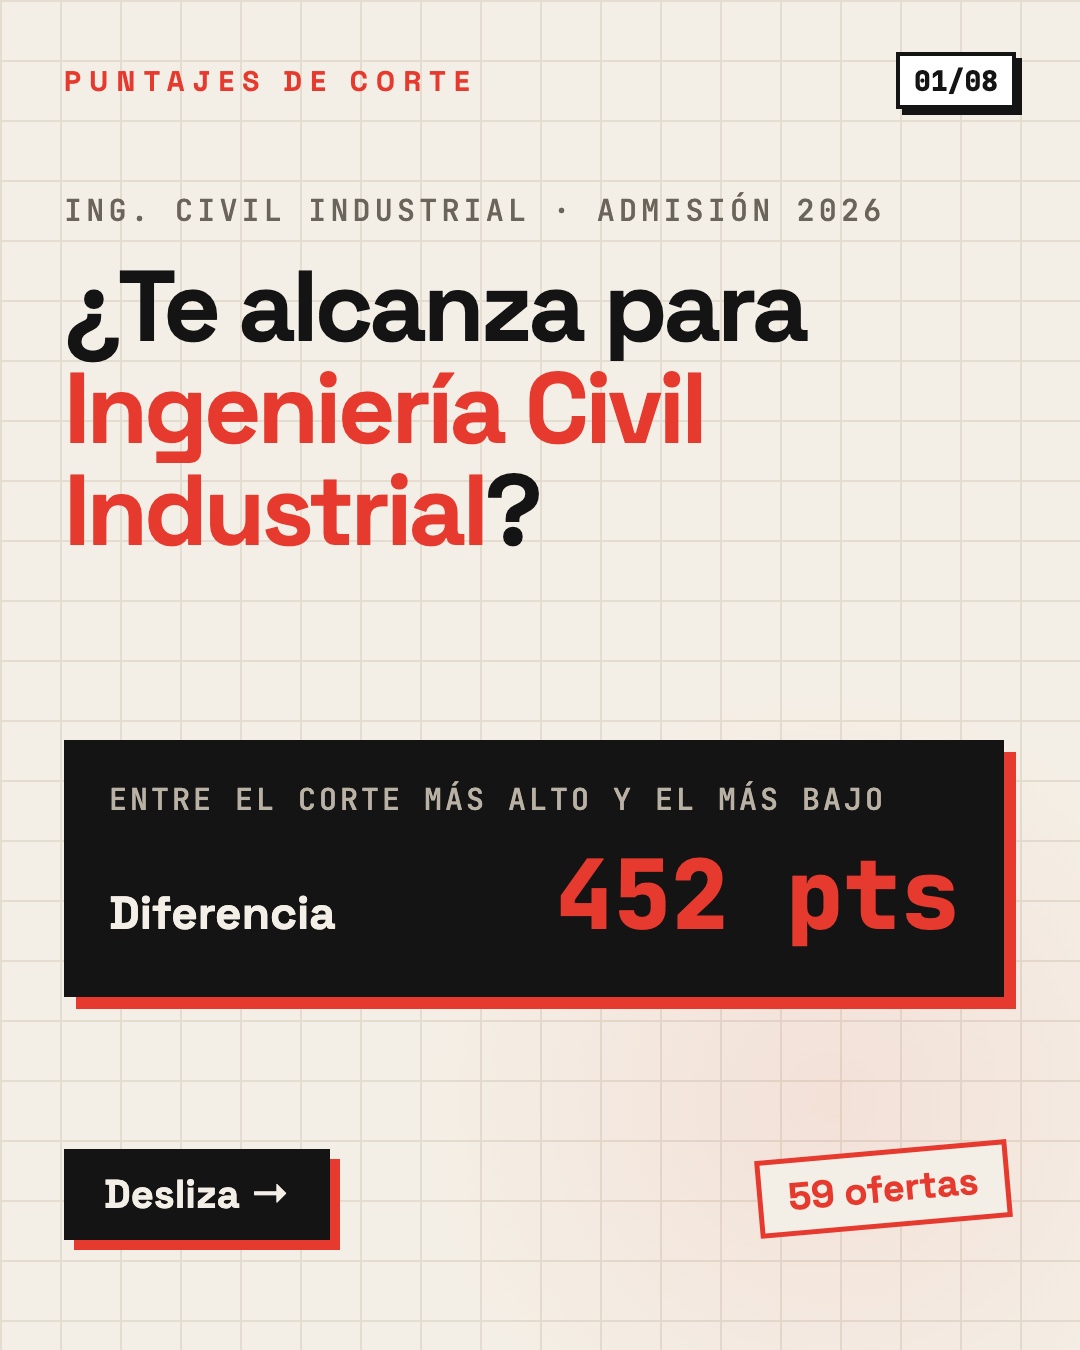 PUNTAJES DE CORTE
01/08
ING. CIVIL INDUSTRIAL · ADMISIÓN 2026
¿Te alcanza para
Ingeniería Civil
Industrial?
ENTRE EL CORTE MÁS ALTO Y EL MÁS BAJO
Diferencia 452 pts
Desliza →
59 ofertas